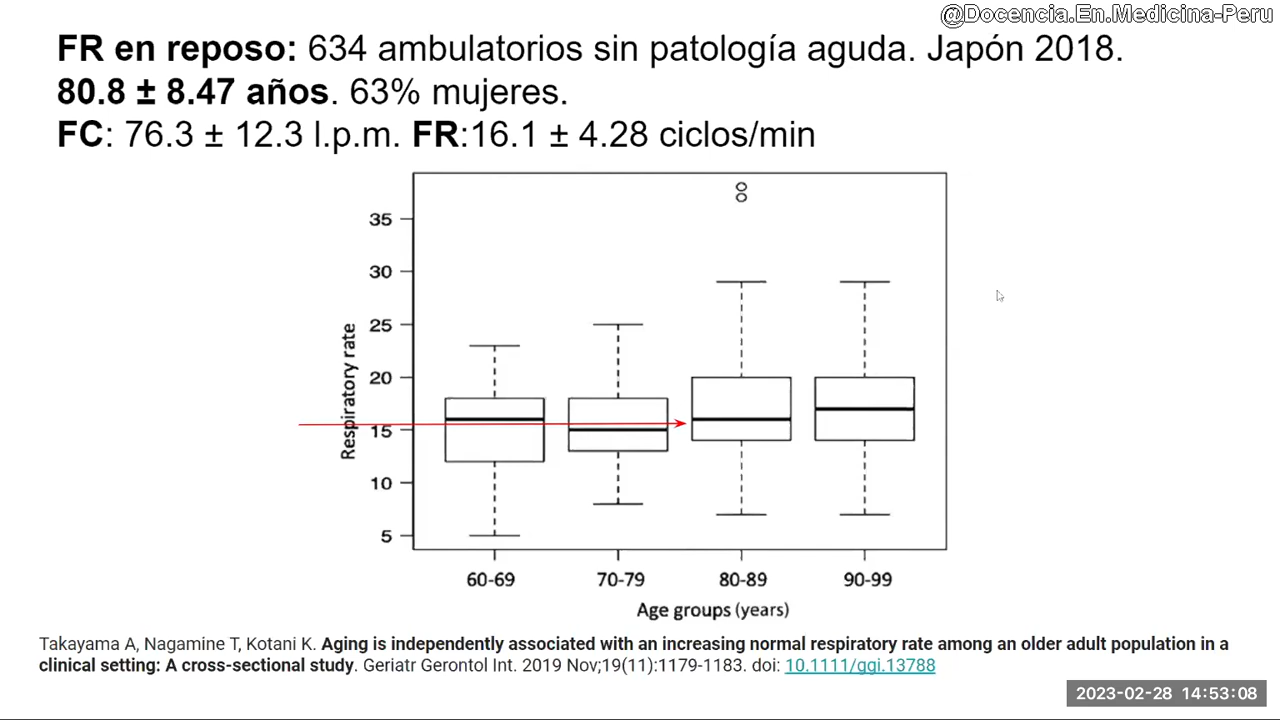 @Docencia.En.Medicina-Peru
FR en reposo: 634 ambulatorios sin patología aguda. Japón 2018.
80.8 ± 8.47 años. 63% mujeres.
FC: 76.3 ± 12.3 l.p.m. FR:16.1 ± 4.28 ciclos/min
35
30
25
20
15
10
5
Respiratory rate
60-69 70-79 80-89 90-99
Age groups (years)
Takayama A, Nagamine T, Kotani K. Aging is independently associated with an increasing normal respiratory rate among an older adult population in a
clinical setting: A cross-sectional study. Geriatr Gerontol Int. 2019 Nov;19(11):1179-1183. doi: 10.1111/ggi.13788
2023-02-28 14:53:08